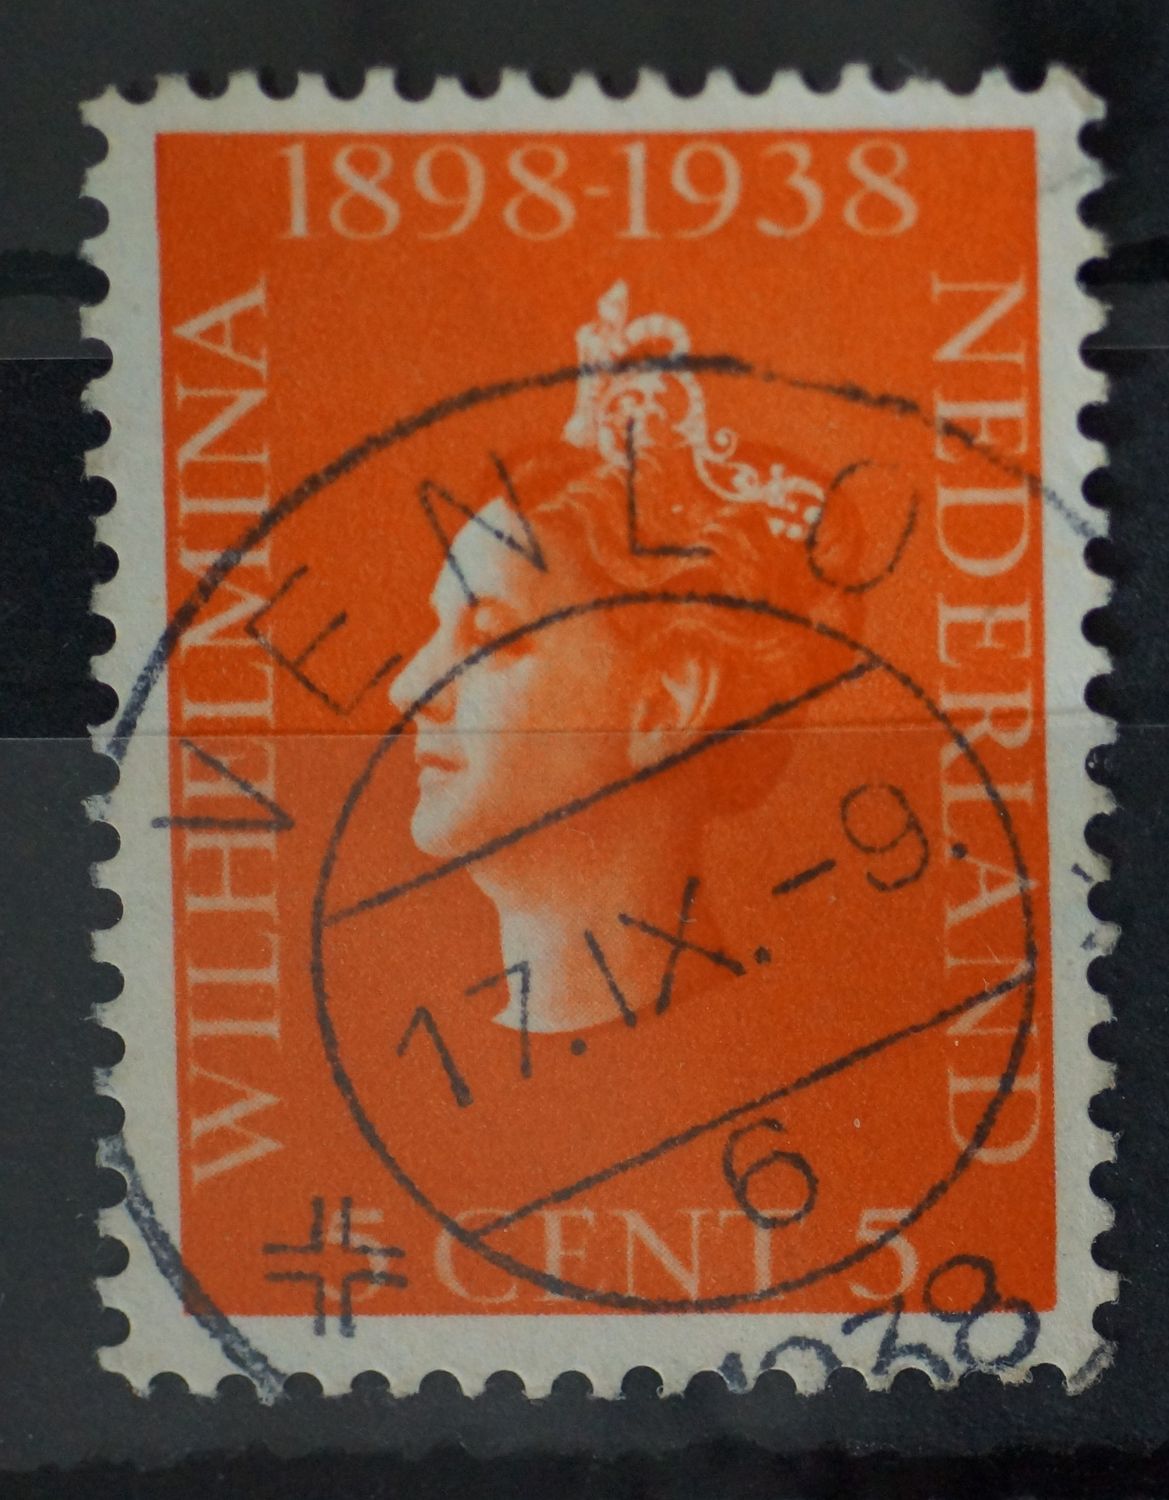 1898-1938
WILHELMINA
NEDERLAND
5 CENT 5
VENLO
17.IX.-9.
6